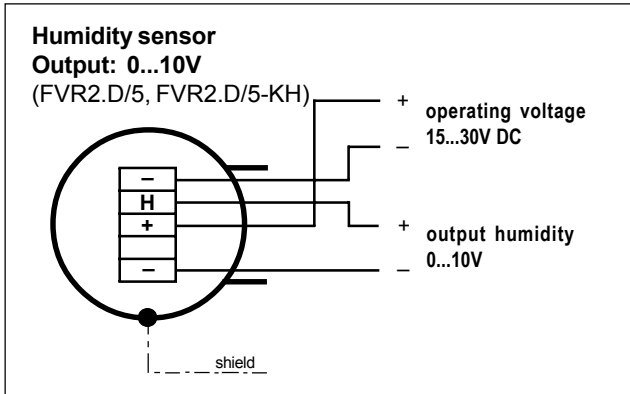 Humidity sensor
Output: 0...10V
(FVR2.D/5, FVR2.D/5-KH)
+ operating voltage
15...30V DC
–
–
H
+
–
+ output humidity
0...10V
–
shield